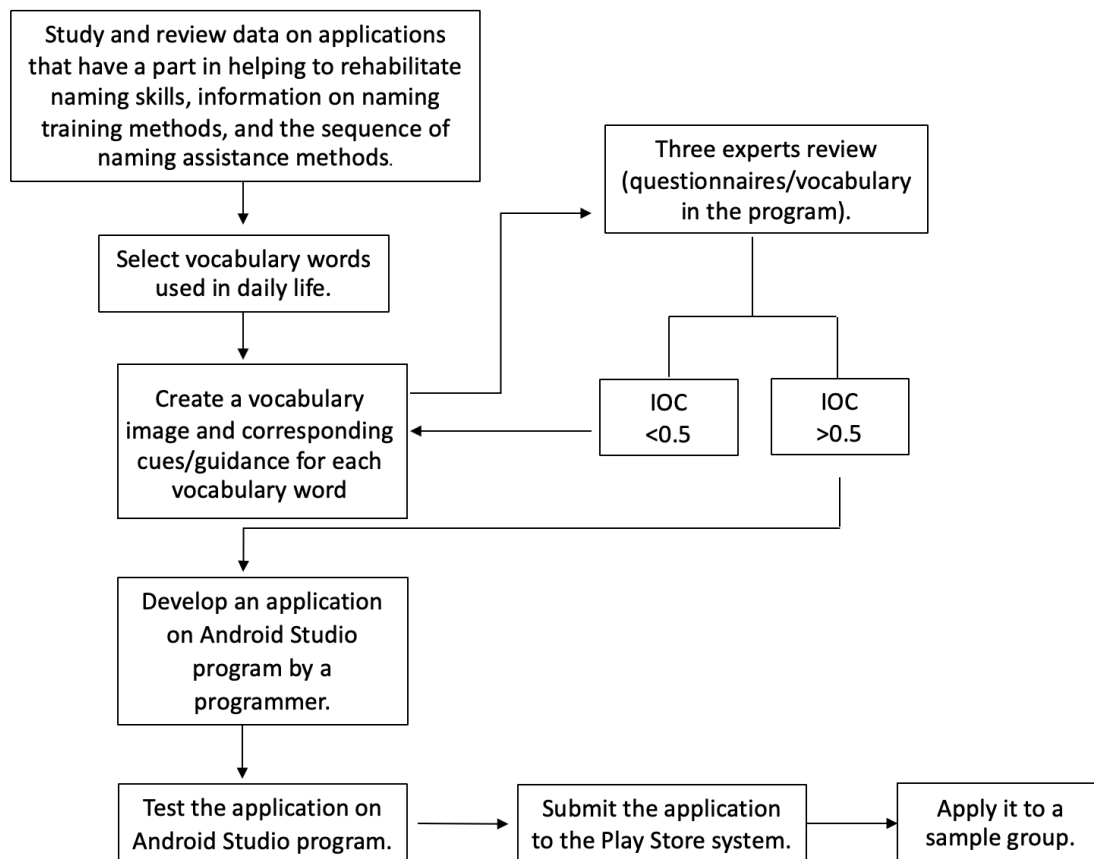 Study and review data on applications
that have a part in helping to rehabilitate
naming skills, information on naming
training methods, and the sequence of
naming assistance methods.
Select vocabulary words
used in daily life.
Create a vocabulary
image and corresponding
cues/guidance for each
vocabulary word
Three experts review
(questionnaires/vocabulary
in the program).
IOC
<0.5
IOC
>0.5
Develop an application
on Android Studio
program by a
programmer.
Test the application on
Android Studio program.
Submit the application
to the Play Store system.
Apply it to a
sample group.